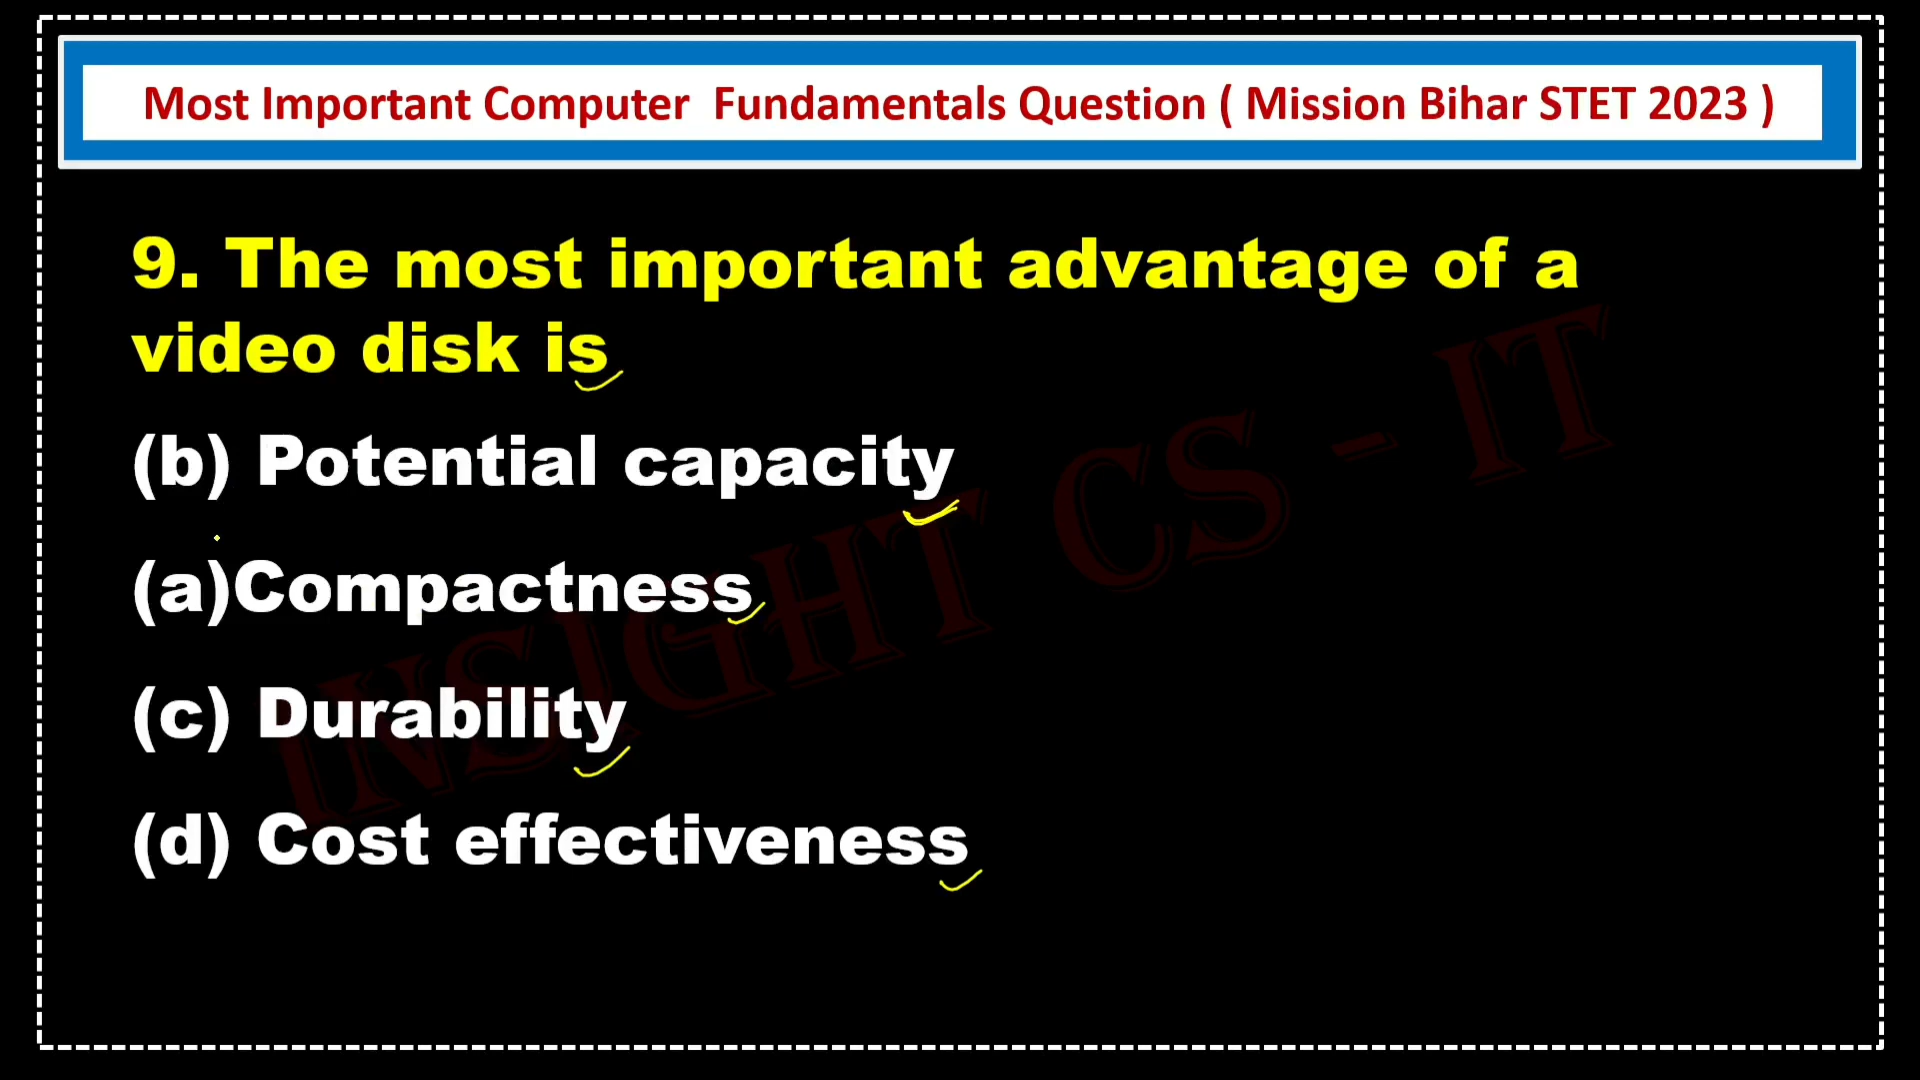 Most Important Computer Fundamentals Question ( Mission Bihar STET 2023 )
9. The most important advantage of a
video disk is
(b) Potential capacity
(a)Compactness
(c) Durability
(d) Cost effectiveness
INSIGHT CS - IT